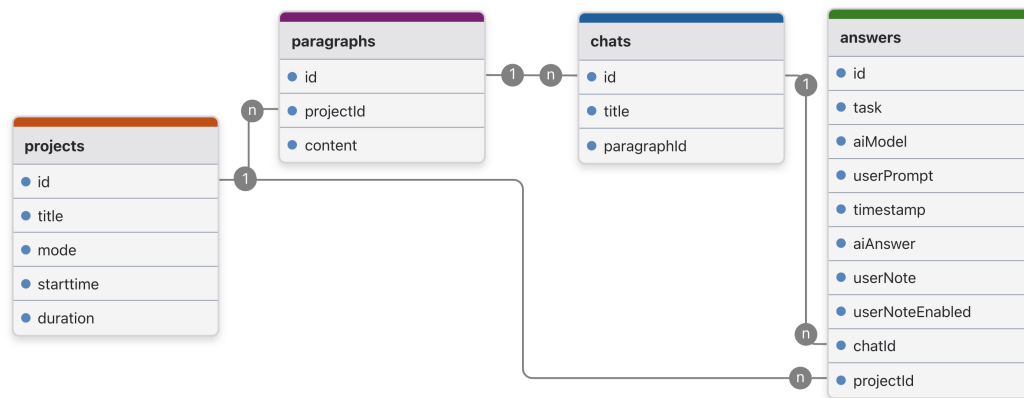 projects
id
title
mode
starttime
duration
paragraphs
id
projectId
content
chats
id
title
paragraphId
answers
id
task
aiModel
userPrompt
timestamp
aiAnswer
userNote
userNoteEnabled
chatId
projectId
n
1
1
n
1
n
n